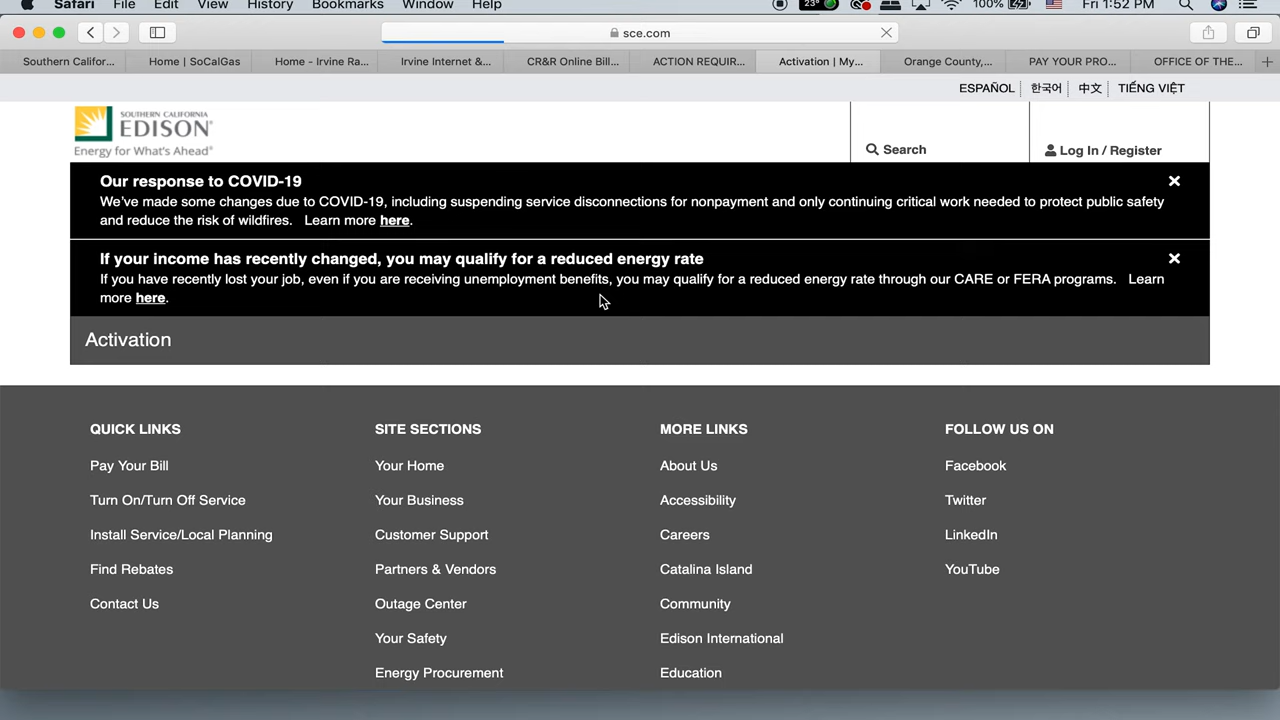 Safari File Edit View History Bookmarks Window Help 23° 100% Fri 1:52 PM
sce.com
Southern Califor... Home | SoCalGas Home - Irvine Ra... Irvine Internet &... CR&R Online Bill... ACTION REQUIR... Activation | My... Orange County,... PAY YOUR PRO... OFFICE OF THE...
ESPAÑOL 한국어 中文 TIẾNG VIỆT
SOUTHERN CALIFORNIA
EDISON
Energy for What's Ahead®
Search
Log In / Register
Our response to COVID-19
We've made some changes due to COVID-19, including suspending service disconnections for nonpayment and only continuing critical work needed to protect public safety
and reduce the risk of wildfires. Learn more here.
If your income has recently changed, you may qualify for a reduced energy rate
If you have recently lost your job, even if you are receiving unemployment benefits, you may qualify for a reduced energy rate through our CARE or FERA programs. Learn
more here.
Activation
QUICK LINKS
Pay Your Bill
Turn On/Turn Off Service
Install Service/Local Planning
Find Rebates
Contact Us
SITE SECTIONS
Your Home
Your Business
Customer Support
Partners & Vendors
Outage Center
Your Safety
Energy Procurement
MORE LINKS
About Us
Accessibility
Careers
Catalina Island
Community
Edison International
Education
FOLLOW US ON
Facebook
Twitter
LinkedIn
YouTube